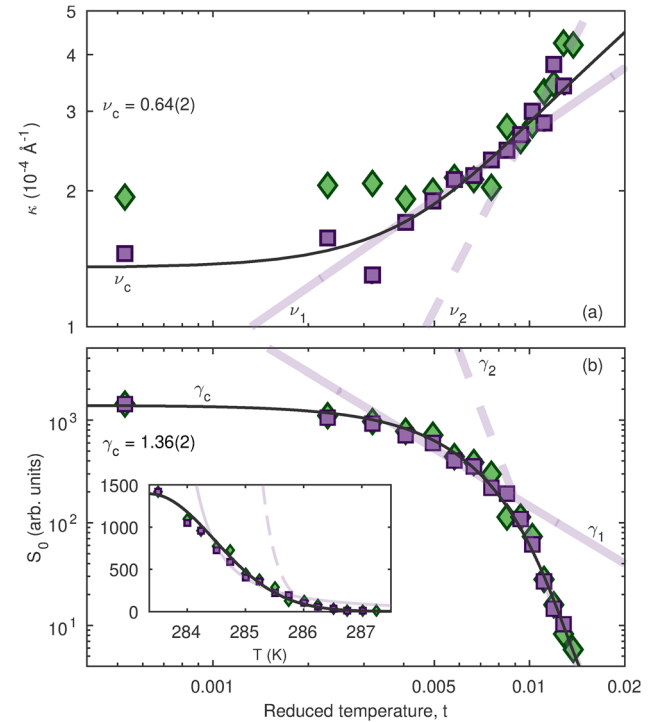 5
4
3
2
1
κ (10⁻⁴ Å⁻¹)
ν_c = 0.64(2)
ν_c
ν_1
ν_2
(a)
(b)
γ_2
γ_c
γ_c = 1.36(2)
γ_1
10³
10²
10¹
S_0 (arb. units)
1500
1000
500
0
284 285 286 287
T (K)
0.001 0.002 0.005 0.01 0.02
Reduced temperature, t